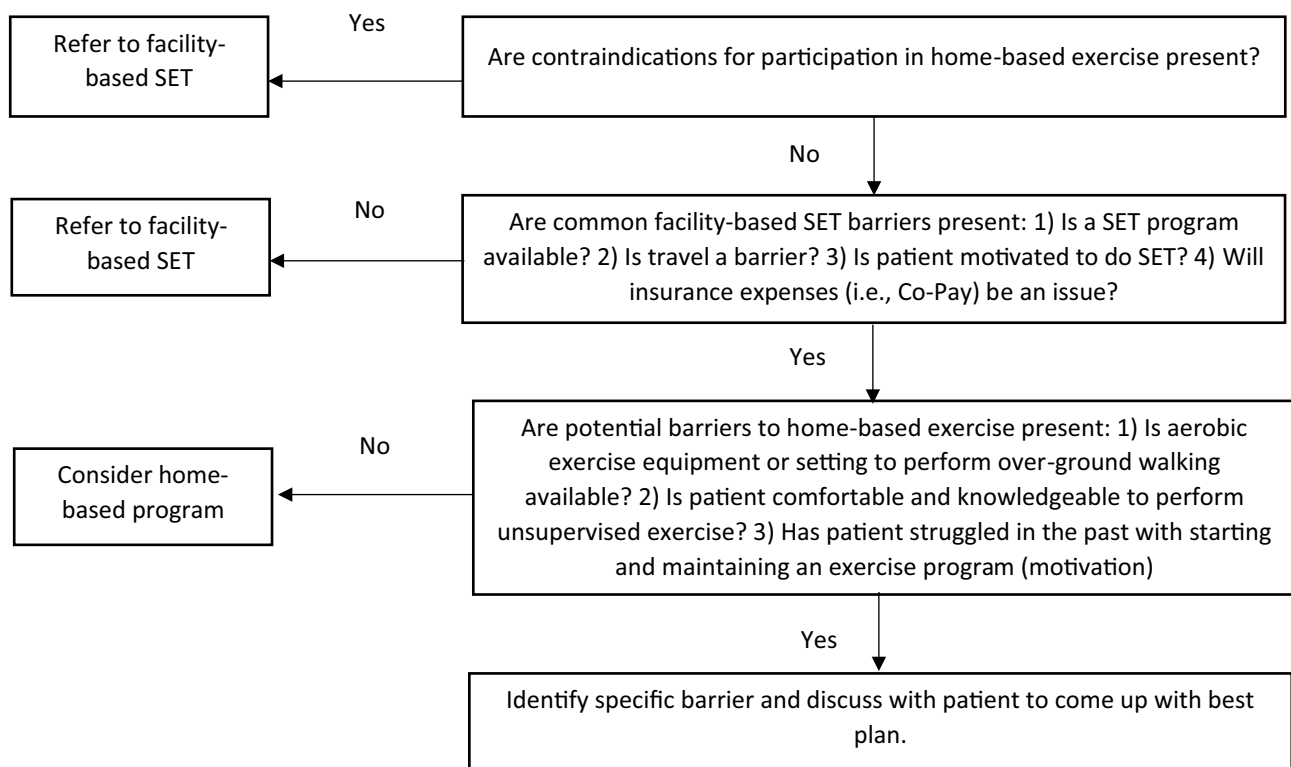 Yes
Refer to facility-
based SET
Are contraindications for participation in home-based exercise present?
No
No
Refer to facility-
based SET
Are common facility-based SET barriers present: 1) Is a SET program
available? 2) Is travel a barrier? 3) Is patient motivated to do SET? 4) Will
insurance expenses (i.e., Co-Pay) be an issue?
Yes
No
Consider home-
based program
Are potential barriers to home-based exercise present: 1) Is aerobic
exercise equipment or setting to perform over-ground walking
available? 2) Is patient comfortable and knowledgeable to perform
unsupervised exercise? 3) Has patient struggled in the past with starting
and maintaining an exercise program (motivation)
Yes
Identify specific barrier and discuss with patient to come up with best
plan.